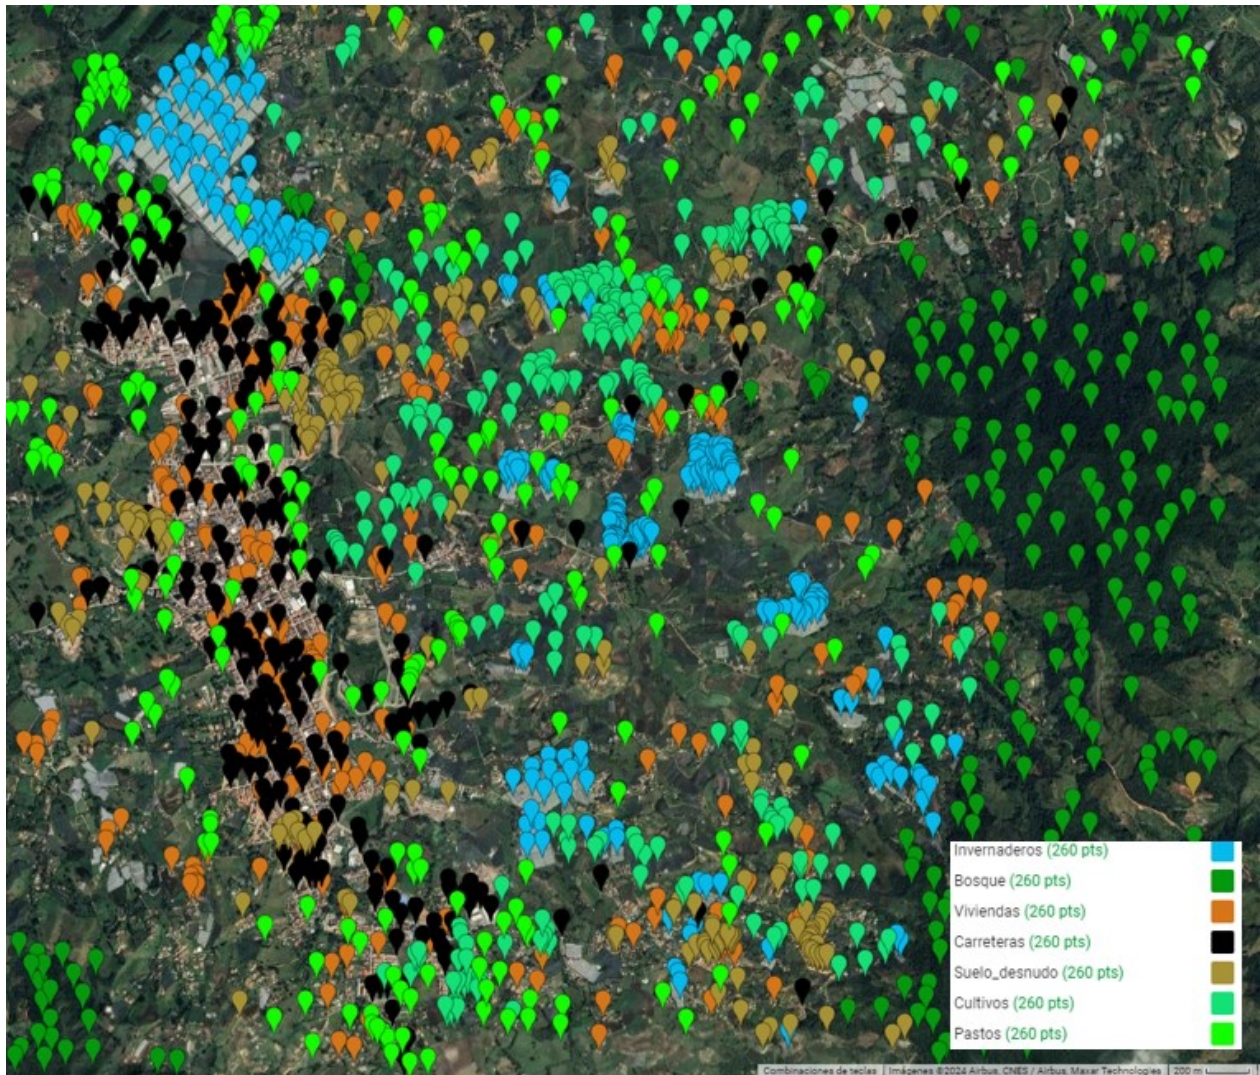 Invernaderos (260 pts)
Bosque (260 pts)
Viviendas (260 pts)
Carreteras (260 pts)
Suelo_desnudo (260 pts)
Cultivos (260 pts)
Pastos (260 pts)
Combinaciones de teclas | Imágenes ©2024 Airbus, CNES / Airbus, Maxar Technologies | 200 m